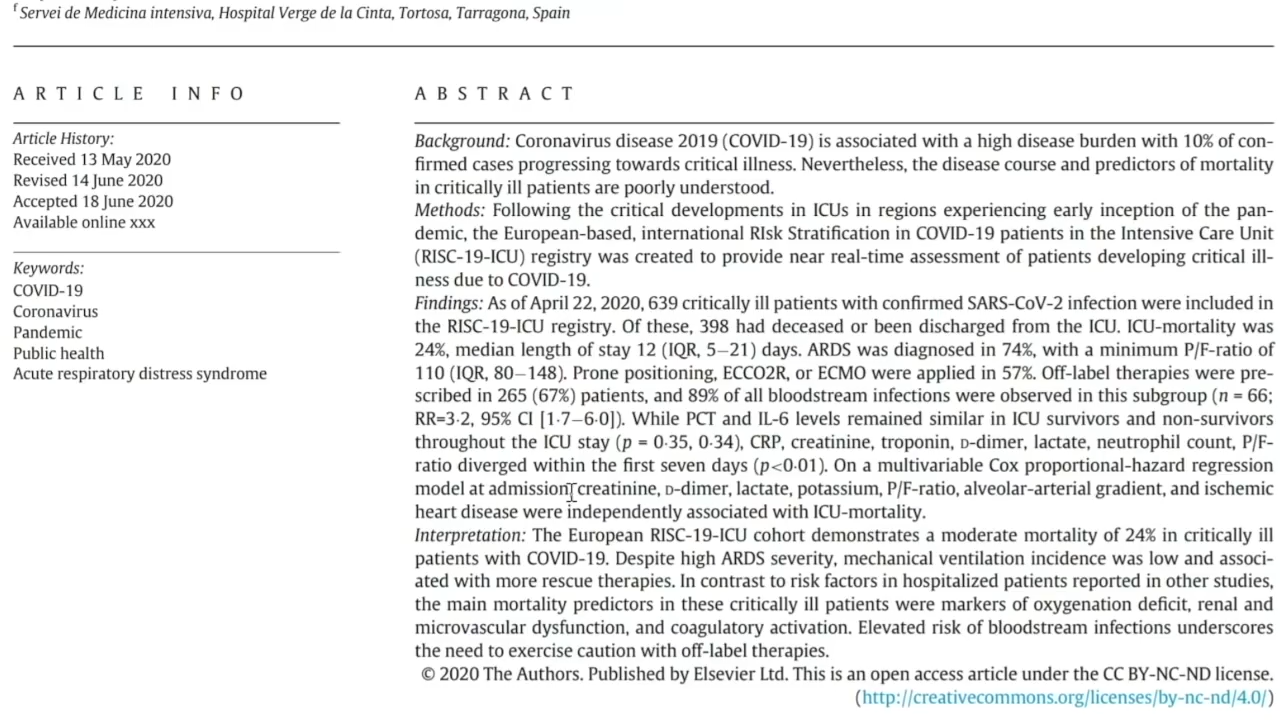 f Servei de Medicina intensiva, Hospital Verge de la Cinta, Tortosa, Tarragona, Spain
ARTICLE INFO
Article History:
Received 13 May 2020
Revised 14 June 2020
Accepted 18 June 2020
Available online xxx
Keywords:
COVID-19
Coronavirus
Pandemic
Public health
Acute respiratory distress syndrome
ABSTRACT
Background: Coronavirus disease 2019 (COVID-19) is associated with a high disease burden with 10% of con-
firmed cases progressing towards critical illness. Nevertheless, the disease course and predictors of mortality
in critically ill patients are poorly understood.
Methods: Following the critical developments in ICUs in regions experiencing early inception of the pan-
demic, the European-based, international RIsk Stratification in COVID-19 patients in the Intensive Care Unit
(RISC-19-ICU) registry was created to provide near real-time assessment of patients developing critical ill-
ness due to COVID-19.
Findings: As of April 22, 2020, 639 critically ill patients with confirmed SARS-CoV-2 infection were included in
the RISC-19-ICU registry. Of these, 398 had deceased or been discharged from the ICU. ICU-mortality was
24%, median length of stay 12 (IQR, 5−21) days. ARDS was diagnosed in 74%, with a minimum P/F-ratio of
110 (IQR, 80−148). Prone positioning, ECCO2R, or ECMO were applied in 57%. Off-label therapies were pre-
scribed in 265 (67%) patients, and 89% of all bloodstream infections were observed in this subgroup (n = 66;
RR=3·2, 95% CI [1·7−6·0]). While PCT and IL-6 levels remained similar in ICU survivors and non-survivors
throughout the ICU stay (p = 0·35, 0·34), CRP, creatinine, troponin, D-dimer, lactate, neutrophil count, P/F-
ratio diverged within the first seven days (p<0·01). On a multivariable Cox proportional-hazard regression
model at admission, creatinine, D-dimer, lactate, potassium, P/F-ratio, alveolar-arterial gradient, and ischemic
heart disease were independently associated with ICU-mortality.
Interpretation: The European RISC-19-ICU cohort demonstrates a moderate mortality of 24% in critically ill
patients with COVID-19. Despite high ARDS severity, mechanical ventilation incidence was low and associ-
ated with more rescue therapies. In contrast to risk factors in hospitalized patients reported in other studies,
the main mortality predictors in these critically ill patients were markers of oxygenation deficit, renal and
microvascular dysfunction, and coagulatory activation. Elevated risk of bloodstream infections underscores
the need to exercise caution with off-label therapies.
© 2020 The Authors. Published by Elsevier Ltd. This is an open access article under the CC BY-NC-ND license.
(http://creativecommons.org/licenses/by-nc-nd/4.0/)